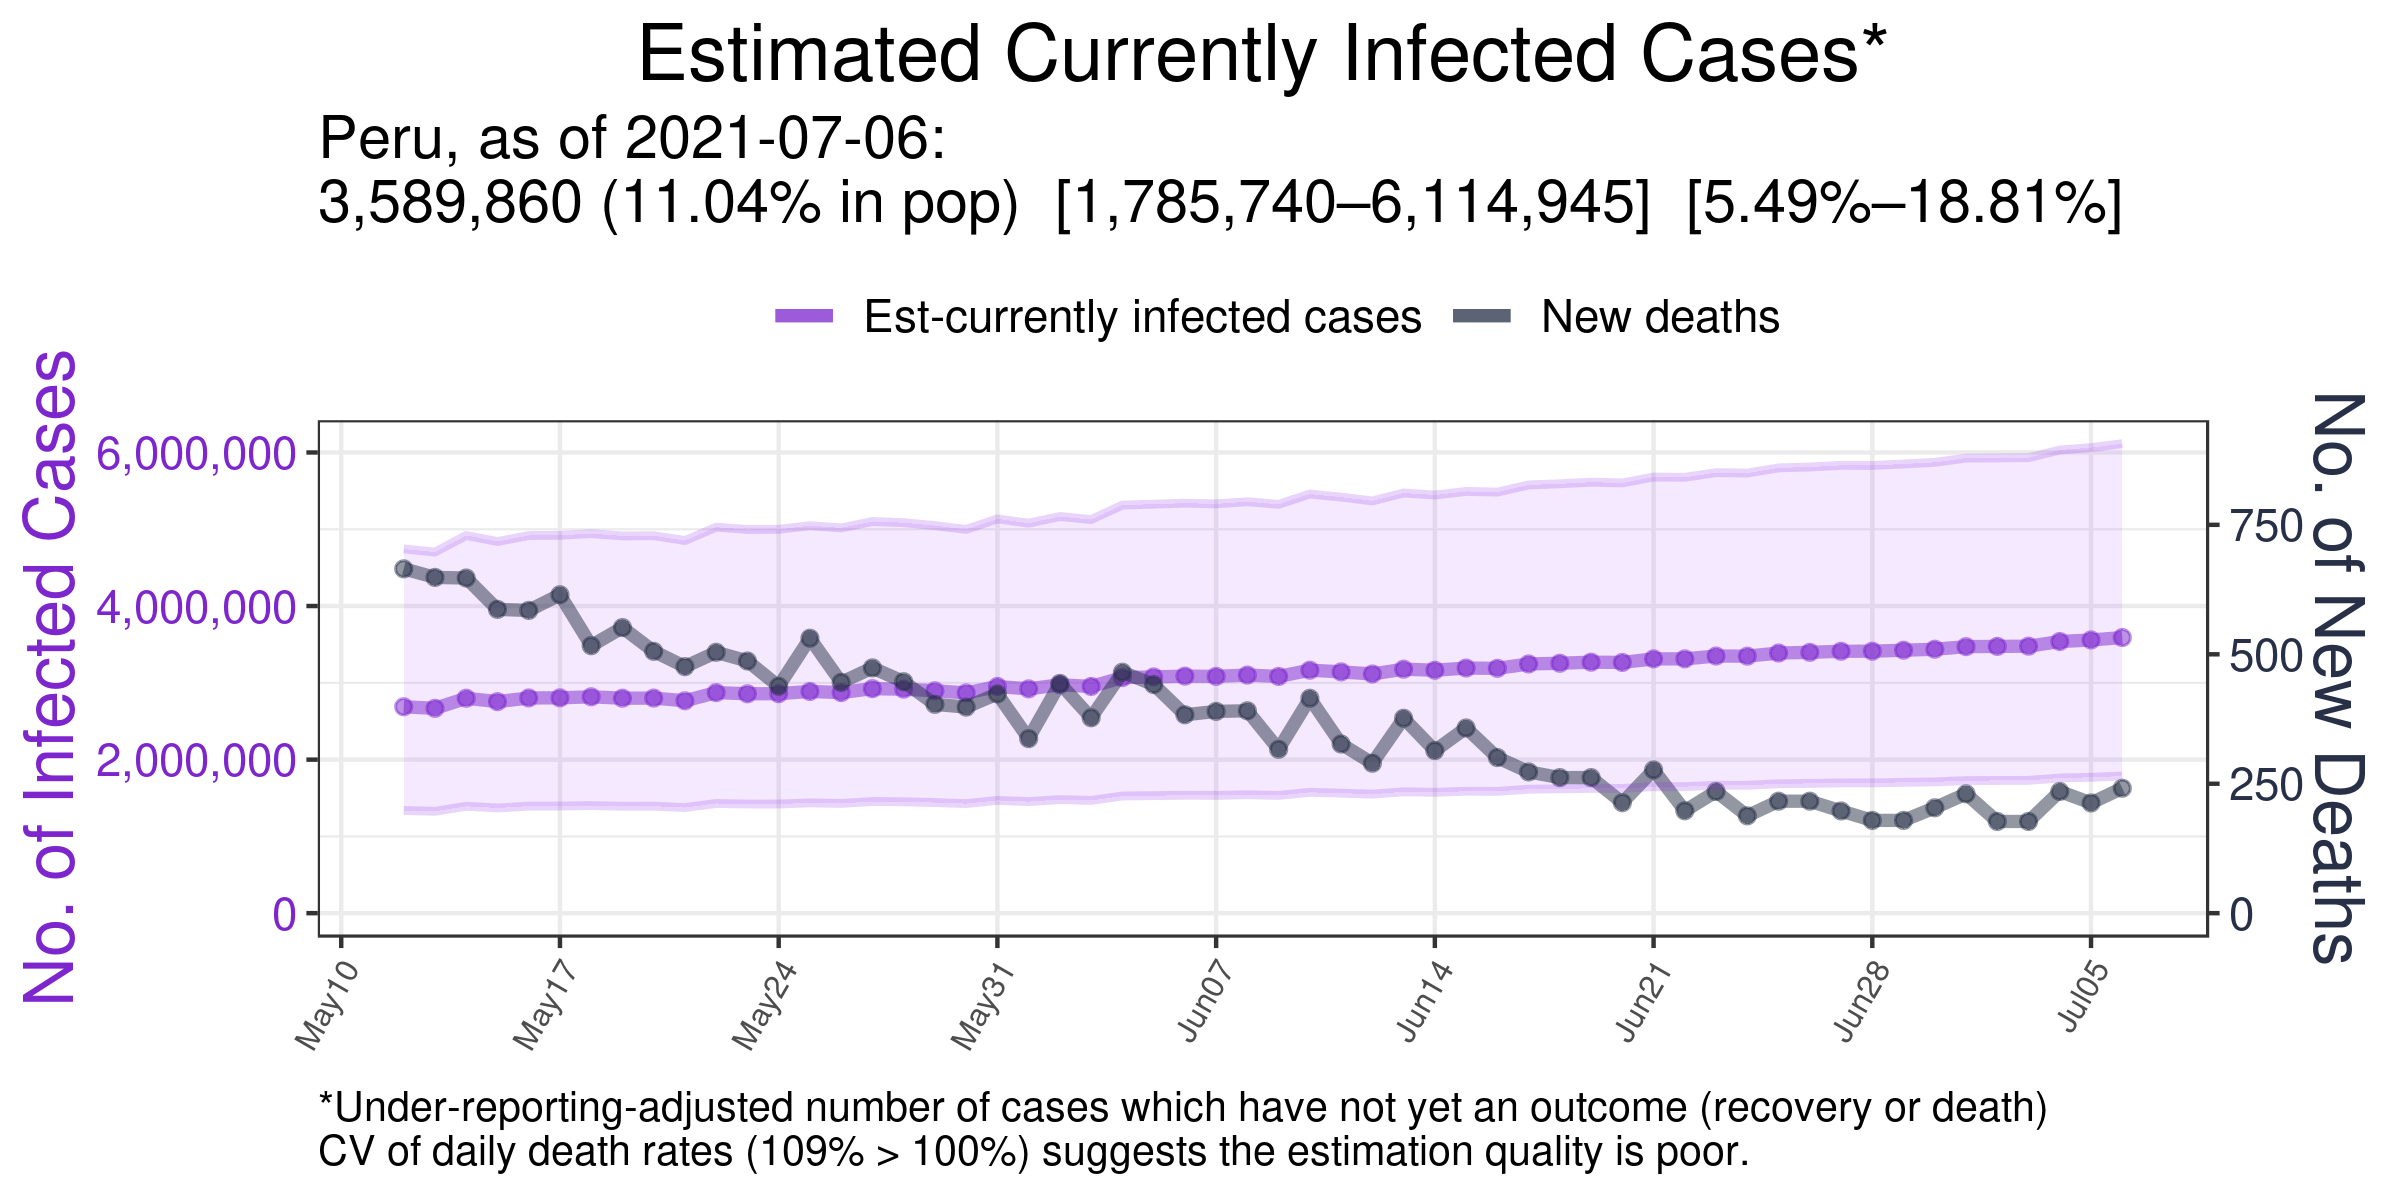 Estimated Currently Infected Cases*
Peru, as of 2021-07-06:
3,589,860 (11.04% in pop)  [1,785,740–6,114,945]  [5.49%–18.81%]
Est-currently infected cases
New deaths
No. of Infected Cases
6,000,000
4,000,000
2,000,000
0
No. of New Deaths
750
500
250
0
May10
May17
May24
May31
Jun07
Jun14
Jun21
Jun28
Jul05
*Under-reporting-adjusted number of cases which have not yet an outcome (recovery or death)
CV of daily death rates (109% > 100%) suggests the estimation quality is poor.